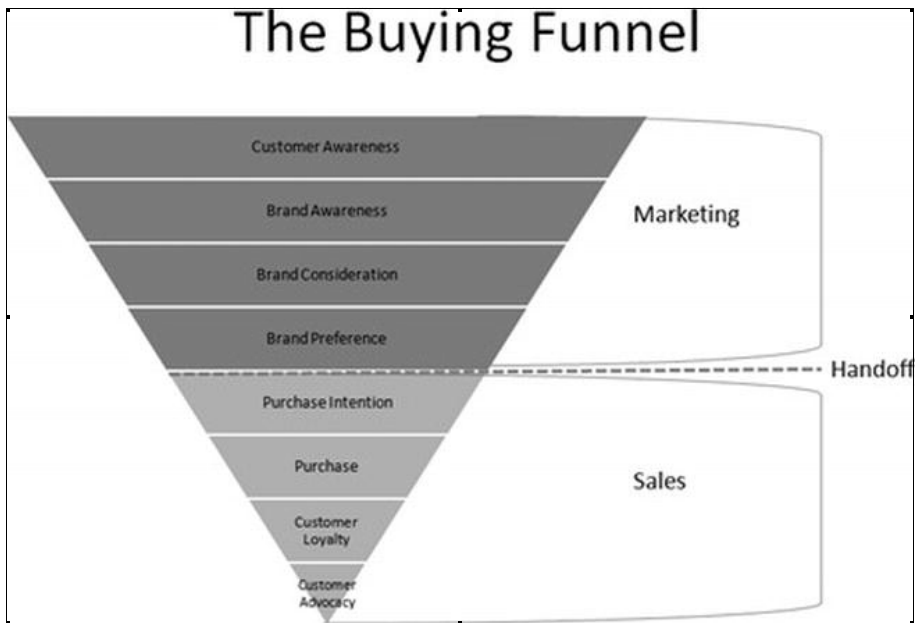 The Buying Funnel
Customer Awareness
Brand Awareness
Marketing
Brand Consideration
Brand Preference
Handoff
Purchase Intention
Purchase
Sales
Customer
Loyalty
Customer
Advocacy